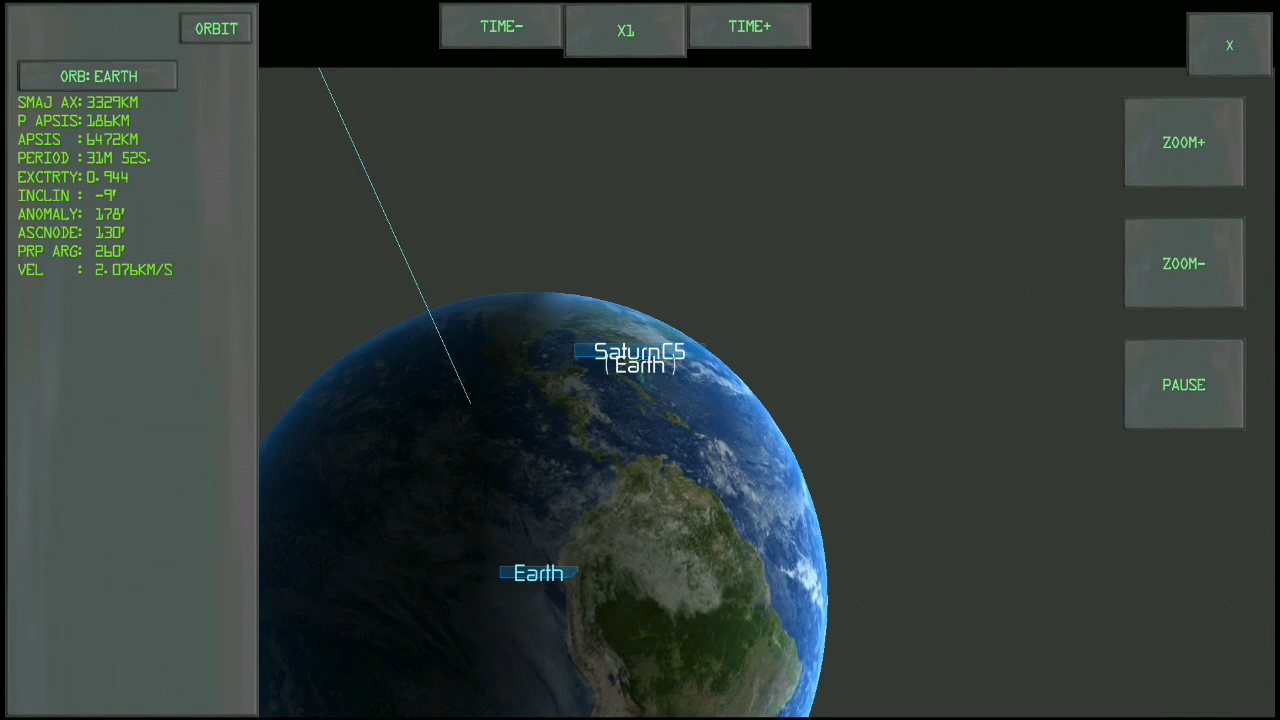 ORBIT
TIME-
X1
TIME+
X
ORB: EARTH
SMAJ AX: 3329KM
P APSIS: 186KM
APSIS : 6472KM
PERIOD : 31M 52S.
EXCTRTY: 0.944
INCLIN : -9'
ANOMALY: 178'
ASCNODE: 130'
PRP ARG: 260'
VEL : 2.076KM/S
ZOOM+
ZOOM-
PAUSE
SaturnC5
( Earth )
Earth